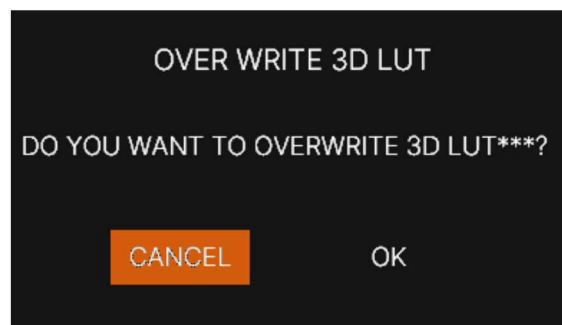 OVER WRITE 3D LUT
DO YOU WANT TO OVERWRITE 3D LUT***?
CANCEL OK